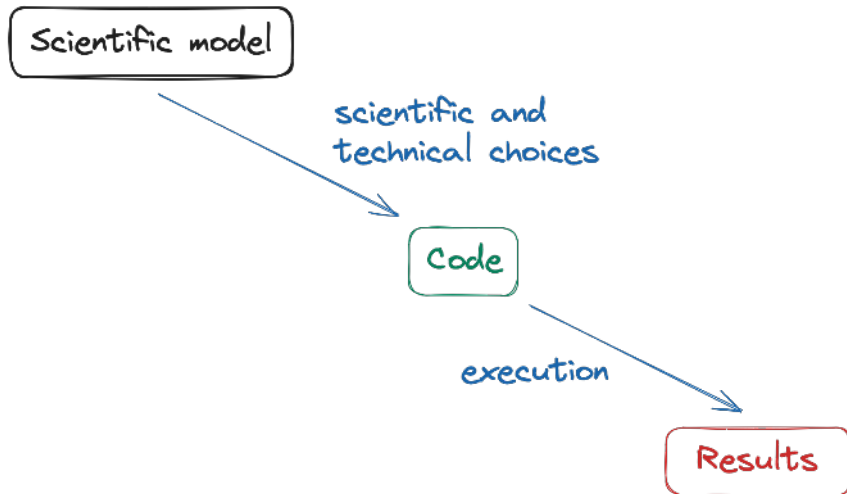 Scientific model
scientific and
technical choices
Code
execution
Results